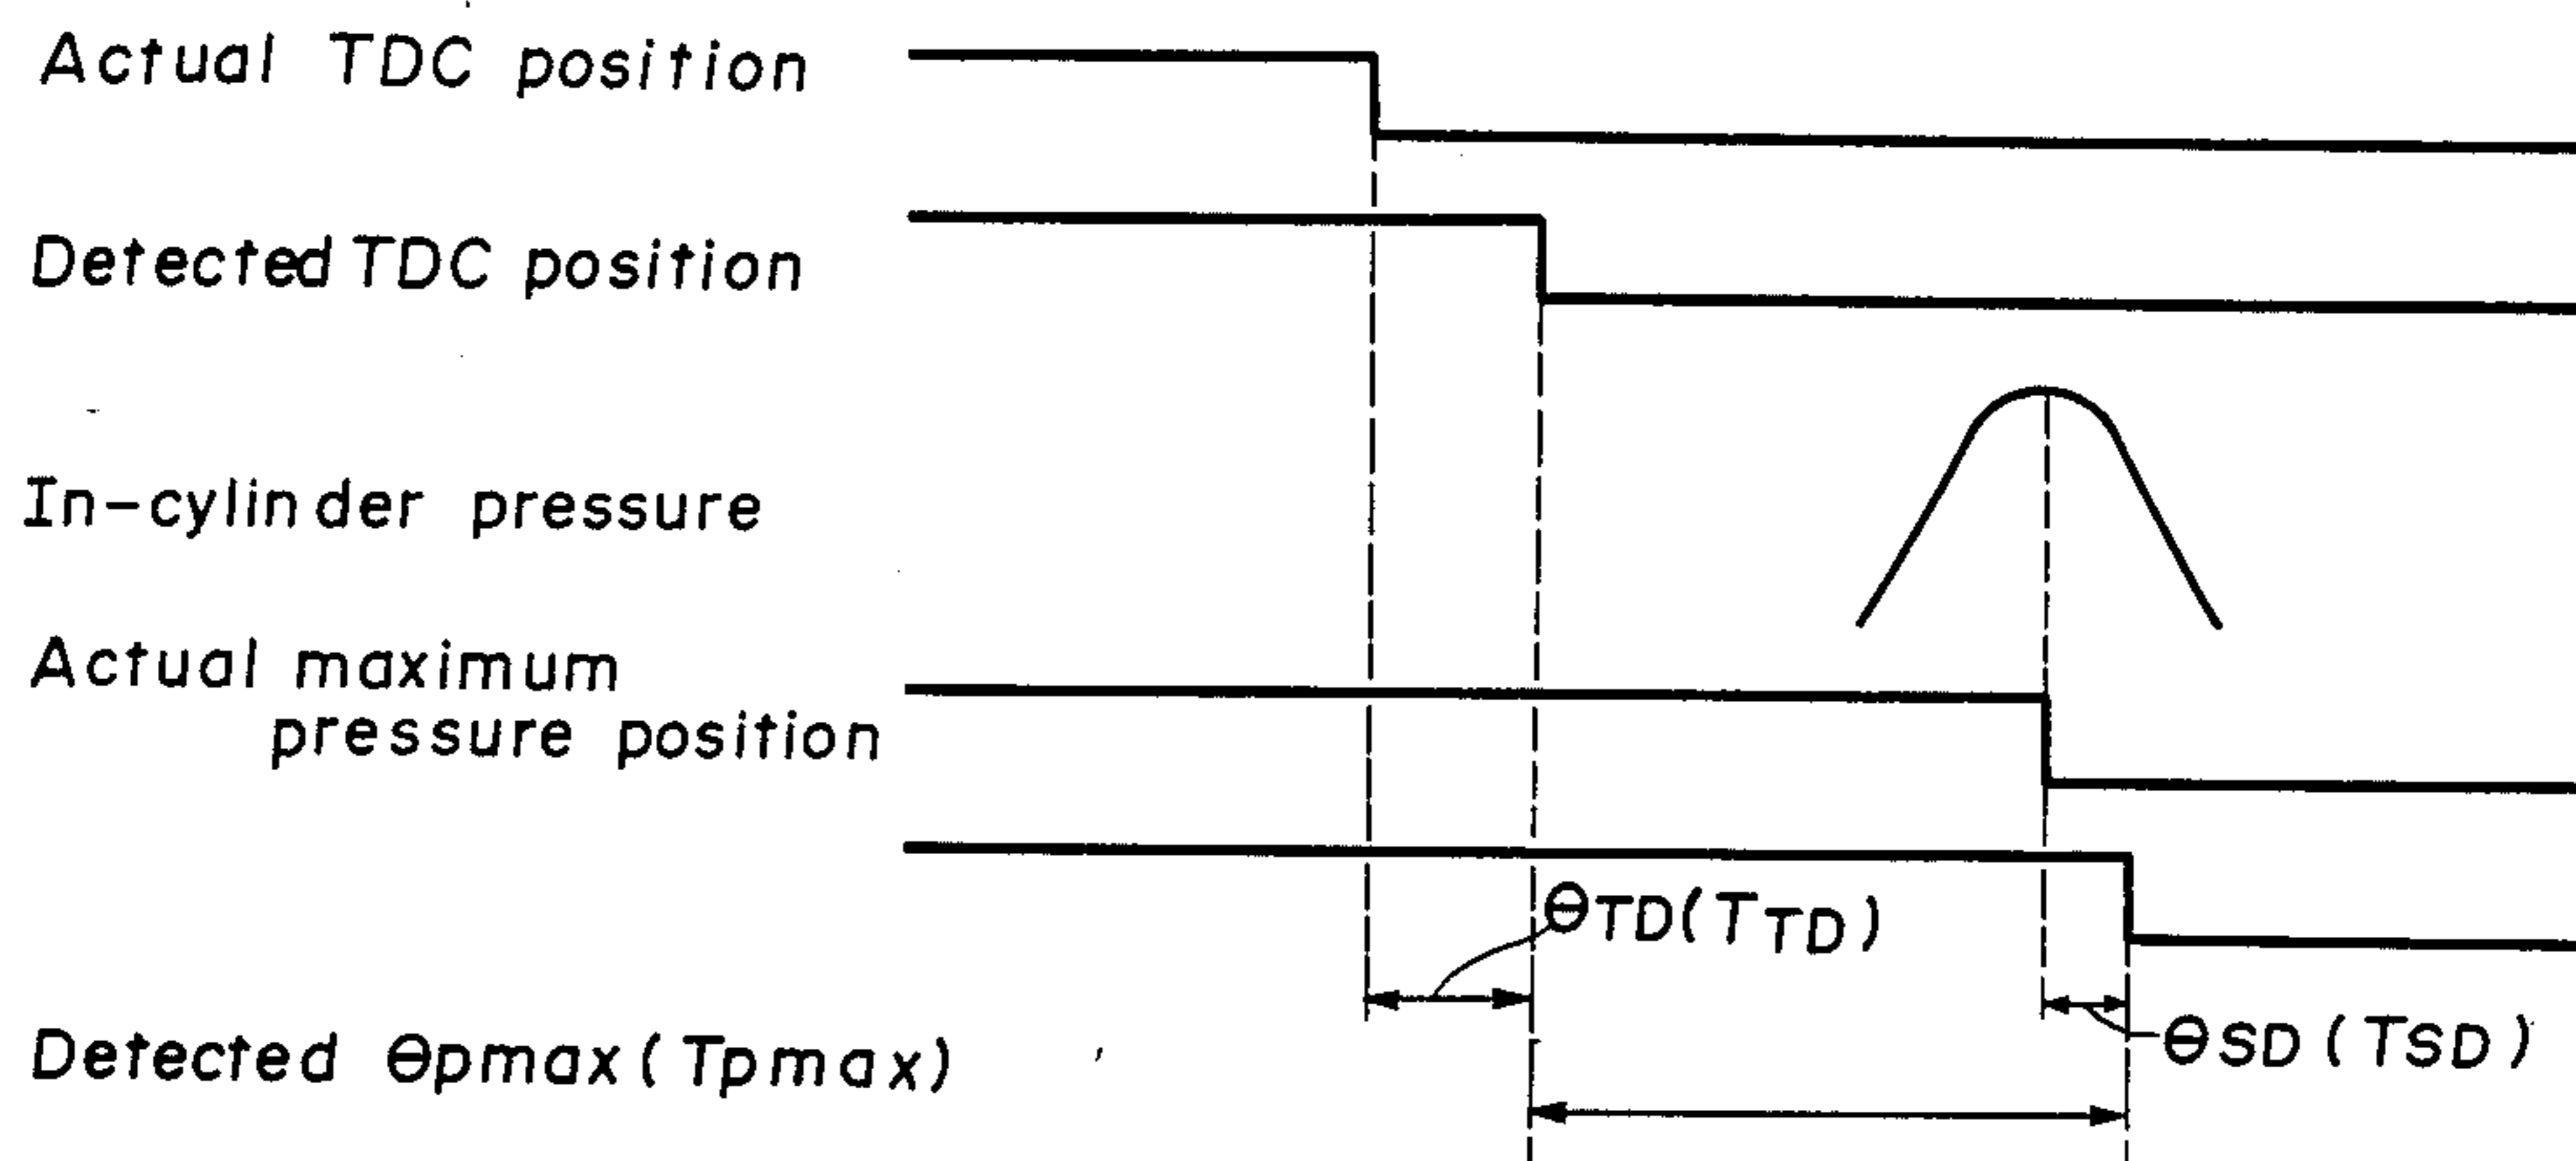 Actual TDC position
Detected TDC position
In-cylinder pressure
Actual maximum
pressure position
θTD(TTD)
θSD(TSD)
Detected θpmax(Tpmax)